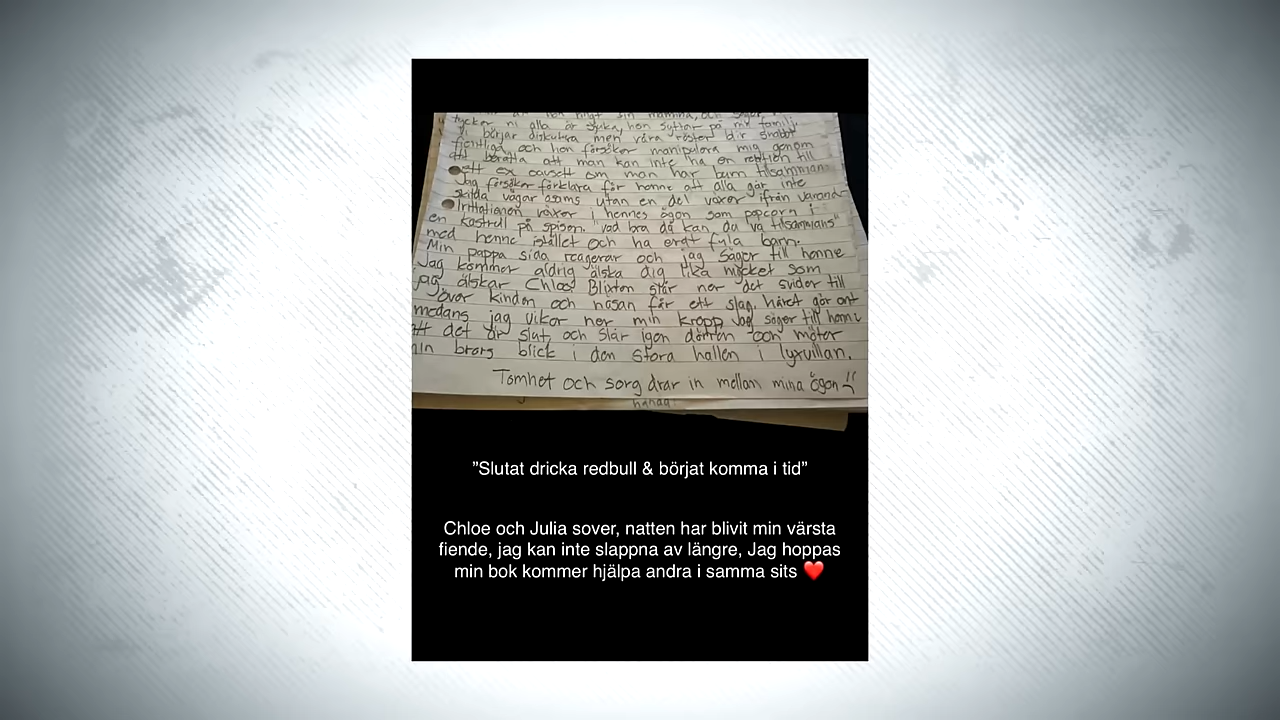 tycker ni alla är sjuka, hon syftar på min familj.
Vi börjar diskutera men våra röster blir snabbt
fientliga och hon försöker manipulera mig genom
att berätta att man kan inte ha en relation till
ett ex oavsett om man har barn tillsammans
Jag försöker förklara för henne att alla går inte
skilda vägar osams utan en del växer ifrån varand-
Irritationen växer i hennes ögon som popcorn i
en kastrull på spisen. vad bra då kan du va tillsammans"
med henne istället och ha erat fula barn.
Min pappa sida reagerar och jag säger till henne
Jag kommer aldrig älska dig lika mycket som
jag älskar Chloe, Blixten slår ner det svider till
över kinden och näsan får ett slag, håret gör ont
medans jag viker ner min kropp Jag säger till henne
att det är slut, och slår igen dörren och möter
min brors blick i den stora hallen i lyxvillan.
Tomhet och sorg drar in mellan mina ögon
hända
"Slutat dricka redbull & börjat komma i tid"
Chloe och Julia sover, natten har blivit min värsta
fiende, jag kan inte slappna av längre, Jag hoppas
min bok kommer hjälpa andra i samma sits ❤️